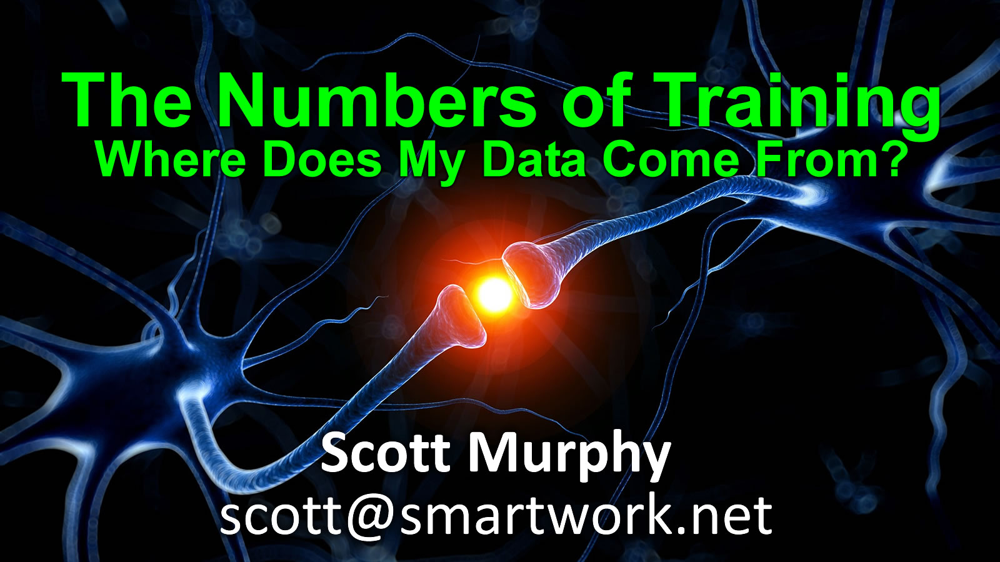 The Numbers of Training
Where Does My Data Come From?
Scott Murphy
scott@smartwork.net